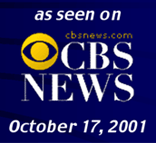 as seen on
cbsnews.com
CBS
NEWS
October 17, 2001